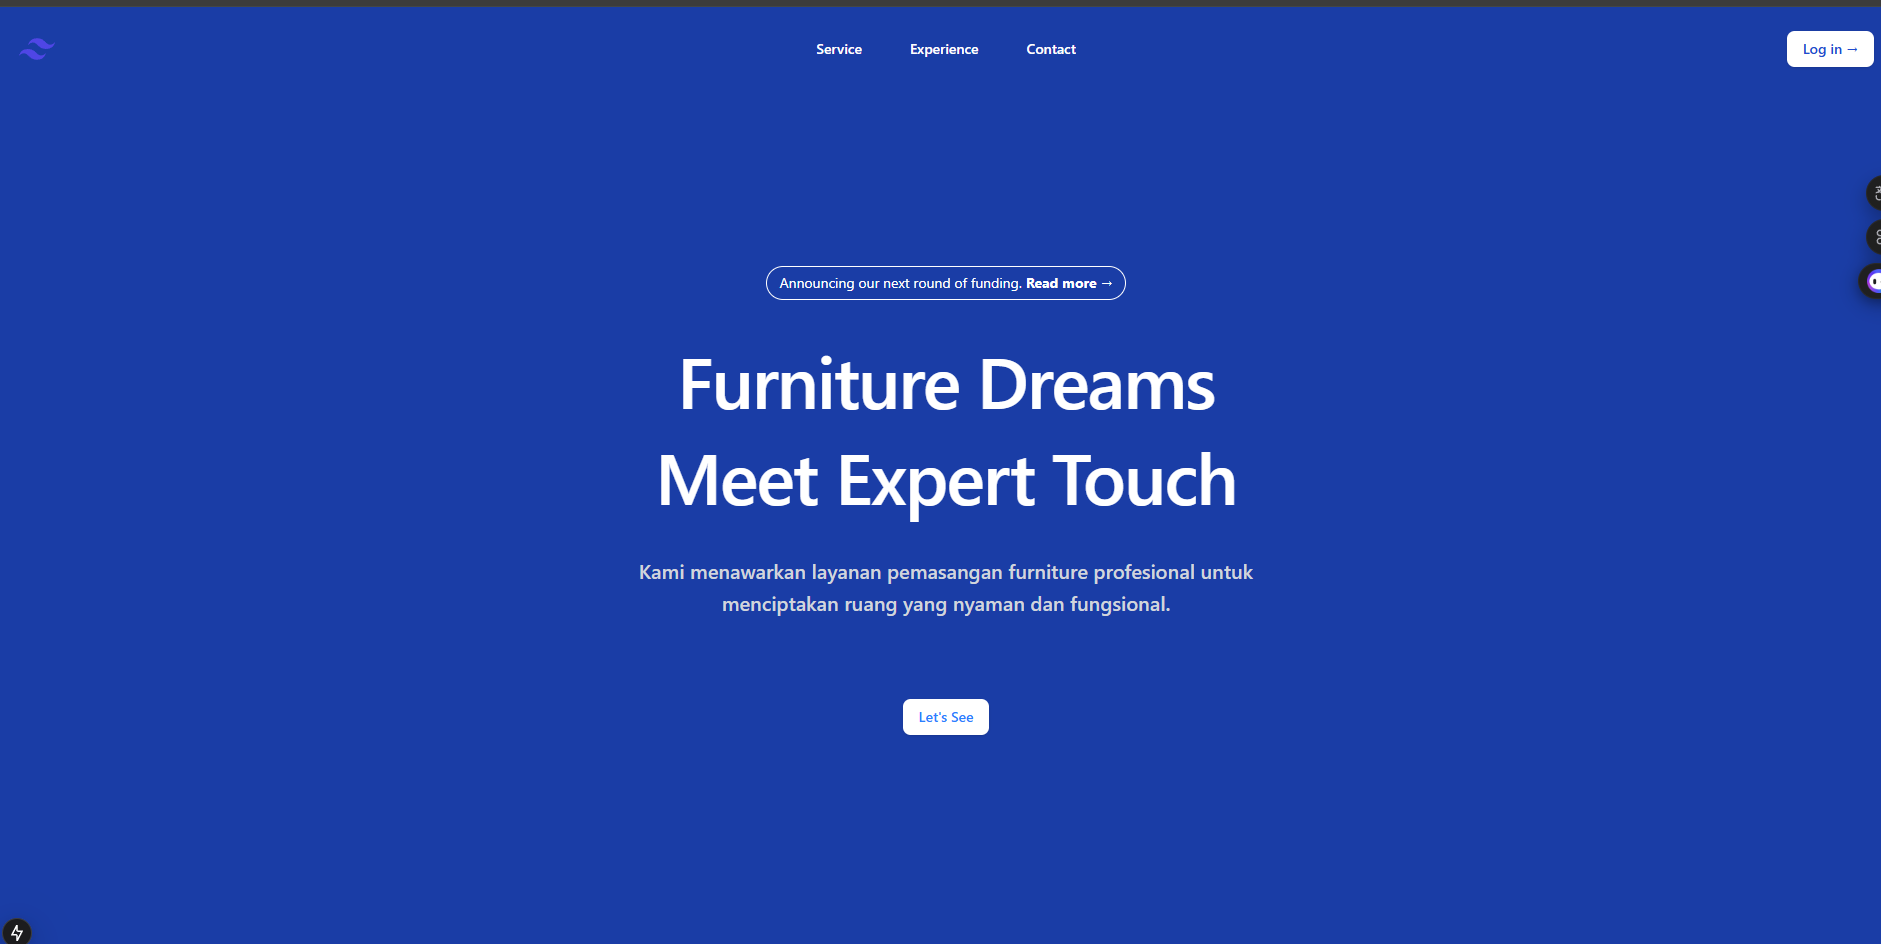 Service
Experience
Contact
Log in →
Announcing our next round of funding. Read more →
Furniture Dreams
Meet Expert Touch
Kami menawarkan layanan pemasangan furniture profesional untuk
menciptakan ruang yang nyaman dan fungsional.
Let's See